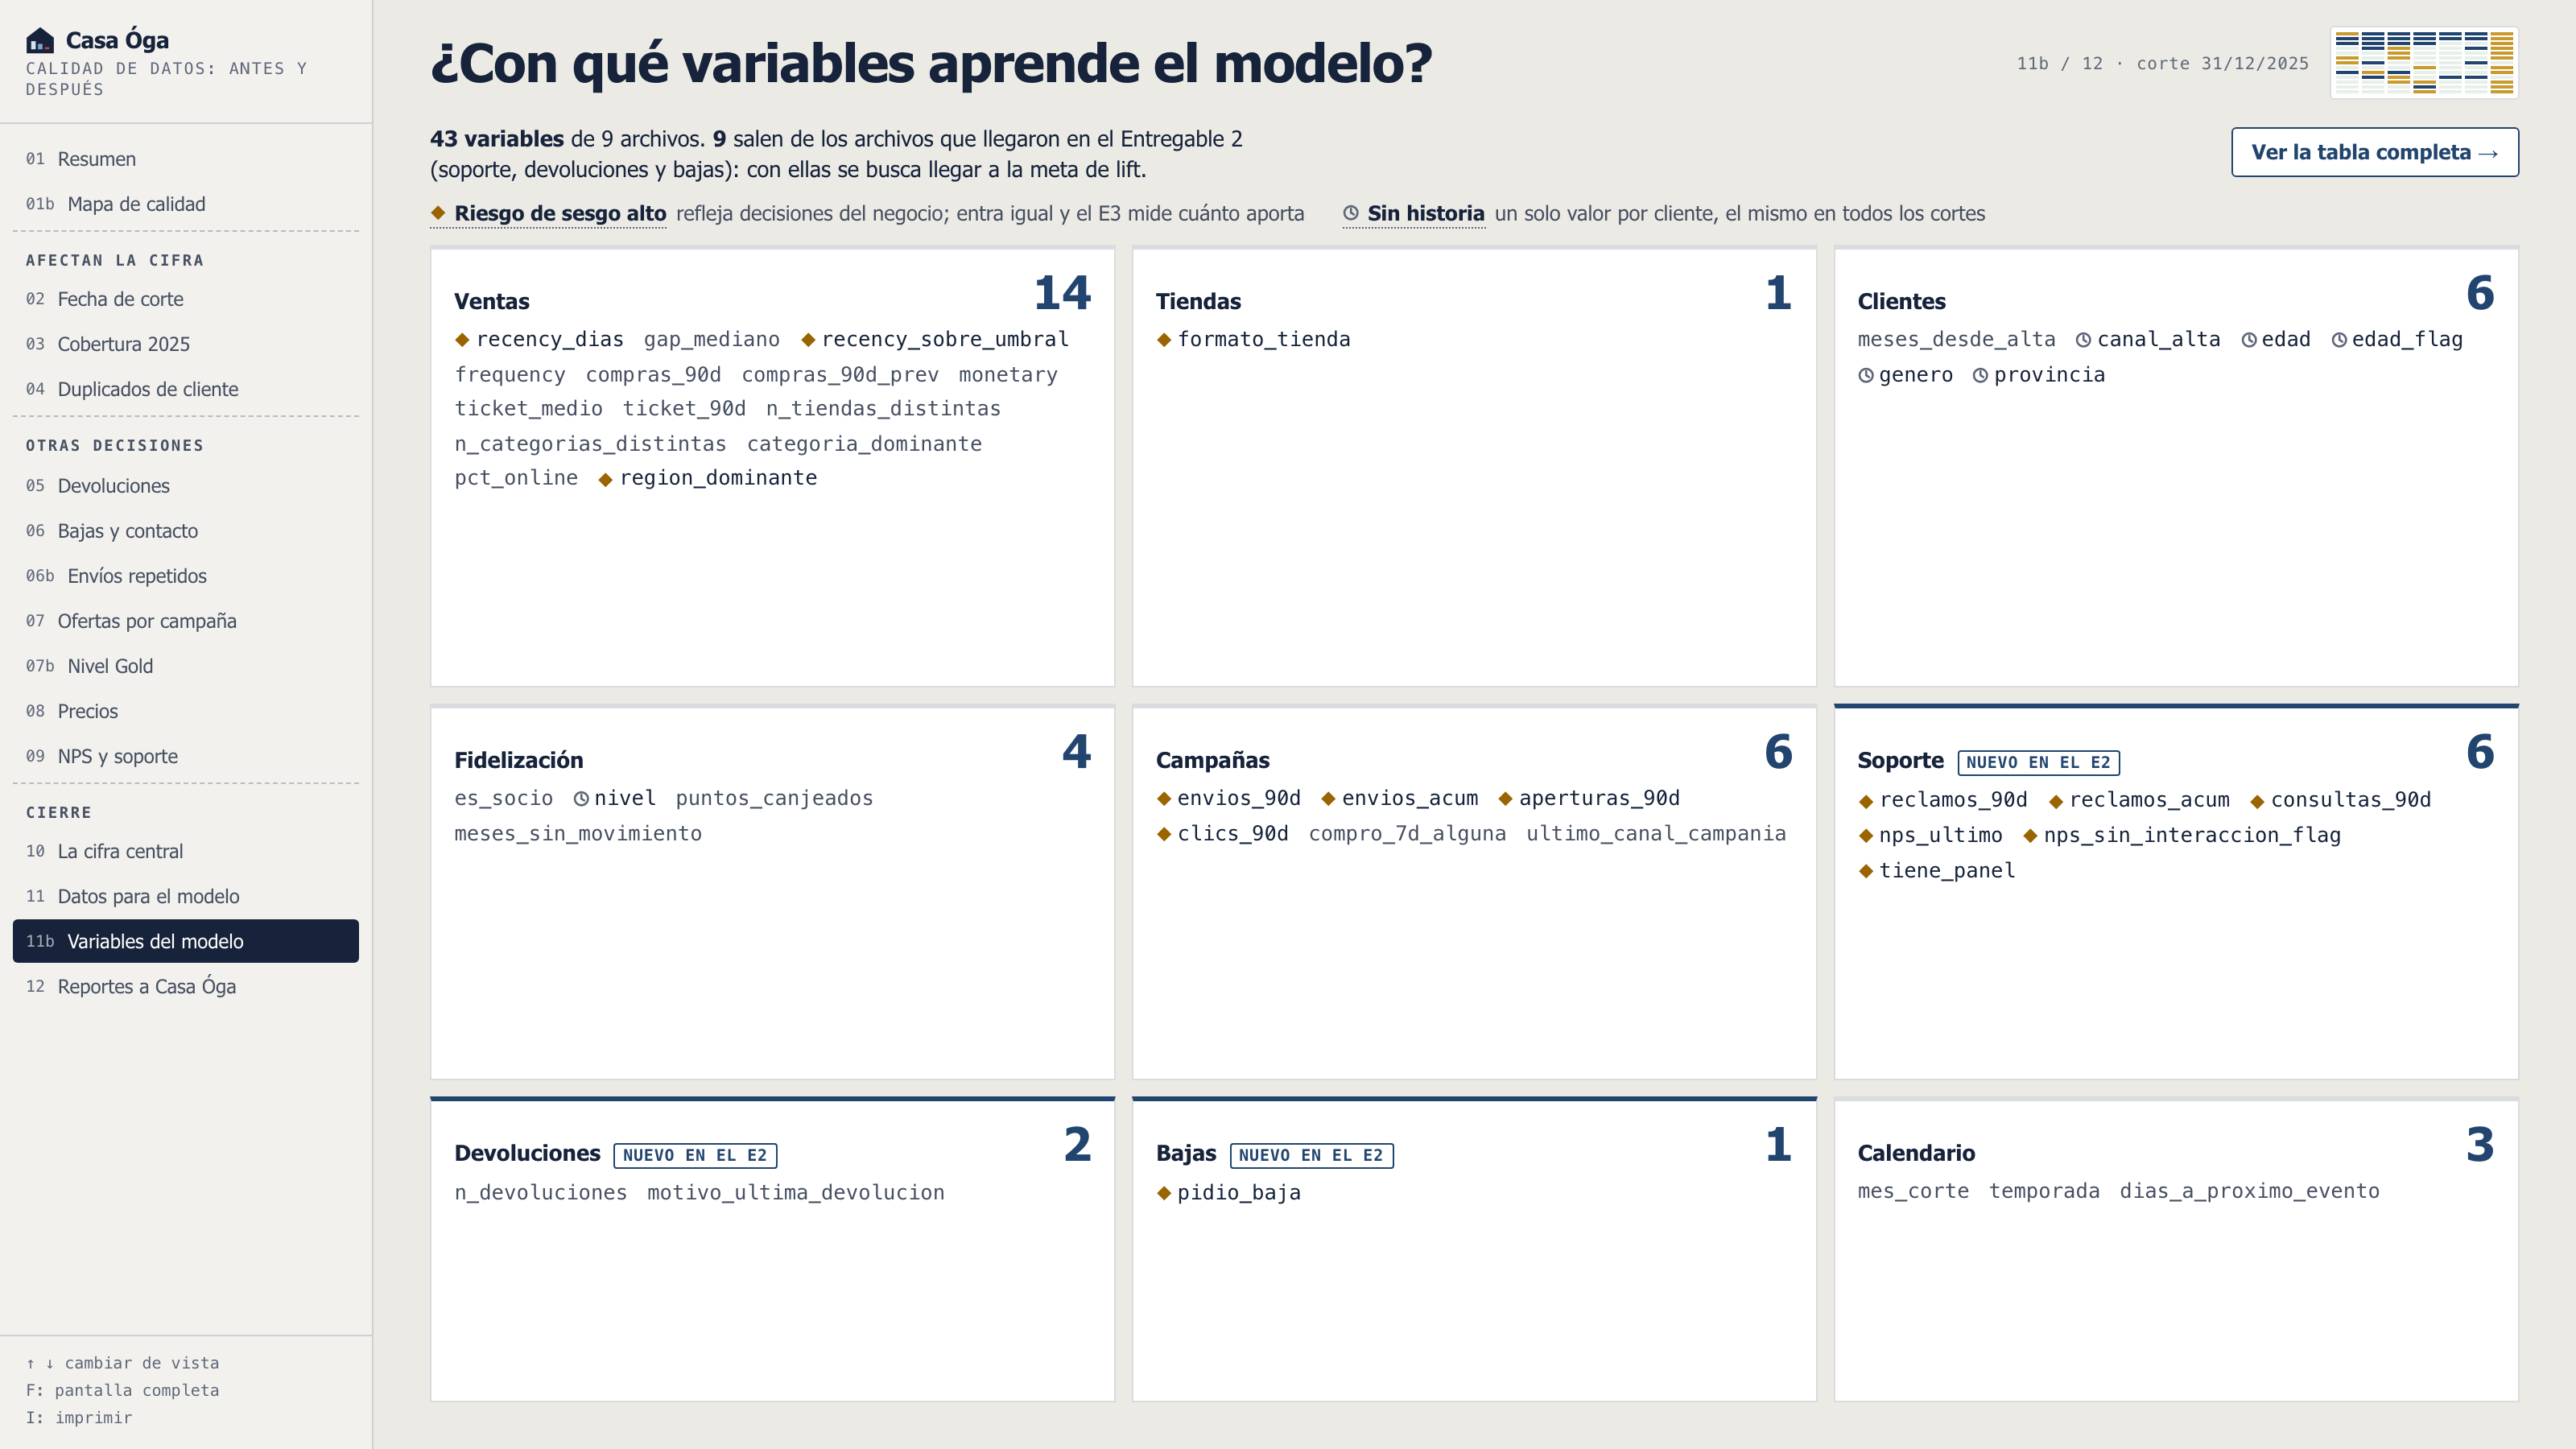 Casa Óga
CALIDAD DE DATOS: ANTES Y
DESPUÉS
01 Resumen
01b Mapa de calidad
AFECTAN LA CIFRA
02 Fecha de corte
03 Cobertura 2025
04 Duplicados de cliente
OTRAS DECISIONES
05 Devoluciones
06 Bajas y contacto
06b Envíos repetidos
07 Ofertas por campaña
07b Nivel Gold
08 Precios
09 NPS y soporte
CIERRE
10 La cifra central
11 Datos para el modelo
11b Variables del modelo
12 Reportes a Casa Óga
↑ ↓ cambiar de vista
F: pantalla completa
I: imprimir
¿Con qué variables aprende el modelo?
11b / 12 · corte 31/12/2025
43 variables de 9 archivos. 9 salen de los archivos que llegaron en el Entregable 2
(soporte, devoluciones y bajas): con ellas se busca llegar a la meta de lift.
Ver la tabla completa →
◆ Riesgo de sesgo alto refleja decisiones del negocio; entra igual y el E3 mide cuánto aporta
Sin historia un solo valor por cliente, el mismo en todos los cortes
Ventas 14
◆ recency_dias gap_mediano ◆ recency_sobre_umbral
frequency compras_90d compras_90d_prev monetary
ticket_medio ticket_90d n_tiendas_distintas
n_categorias_distintas categoria_dominante
pct_online ◆ region_dominante
Tiendas 1
◆ formato_tienda
Clientes 6
meses_desde_alta canal_alta edad edad_flag
genero provincia
Fidelización 4
es_socio nivel puntos_canjeados
meses_sin_movimiento
Campañas 6
◆ envios_90d ◆ envios_acum ◆ aperturas_90d
◆ clics_90d compro_7d_alguna ultimo_canal_campania
Soporte NUEVO EN EL E2 6
◆ reclamos_90d ◆ reclamos_acum ◆ consultas_90d
◆ nps_ultimo ◆ nps_sin_interaccion_flag
◆ tiene_panel
Devoluciones NUEVO EN EL E2 2
n_devoluciones motivo_ultima_devolucion
Bajas NUEVO EN EL E2 1
◆ pidio_baja
Calendario 3
mes_corte temporada dias_a_proximo_evento